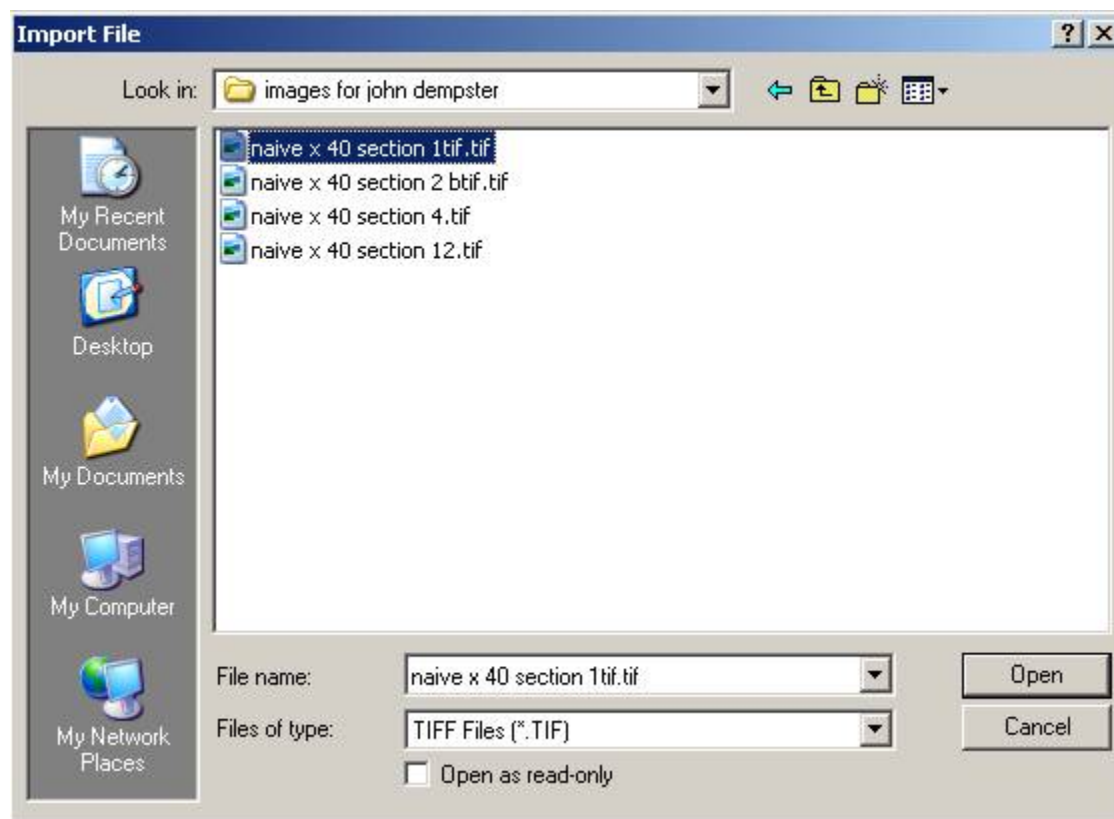 Import File
Look in:
images for john dempster
naive x 40 section 1tif.tif
naive x 40 section 2 btif.tif
naive x 40 section 4.tif
naive x 40 section 12.tif
My Recent
Documents
Desktop
My Documents
My Computer
My Network
Places
File name:
naive x 40 section 1tif.tif
Open
Files of type:
TIFF Files (*.TIF)
Cancel
Open as read-only